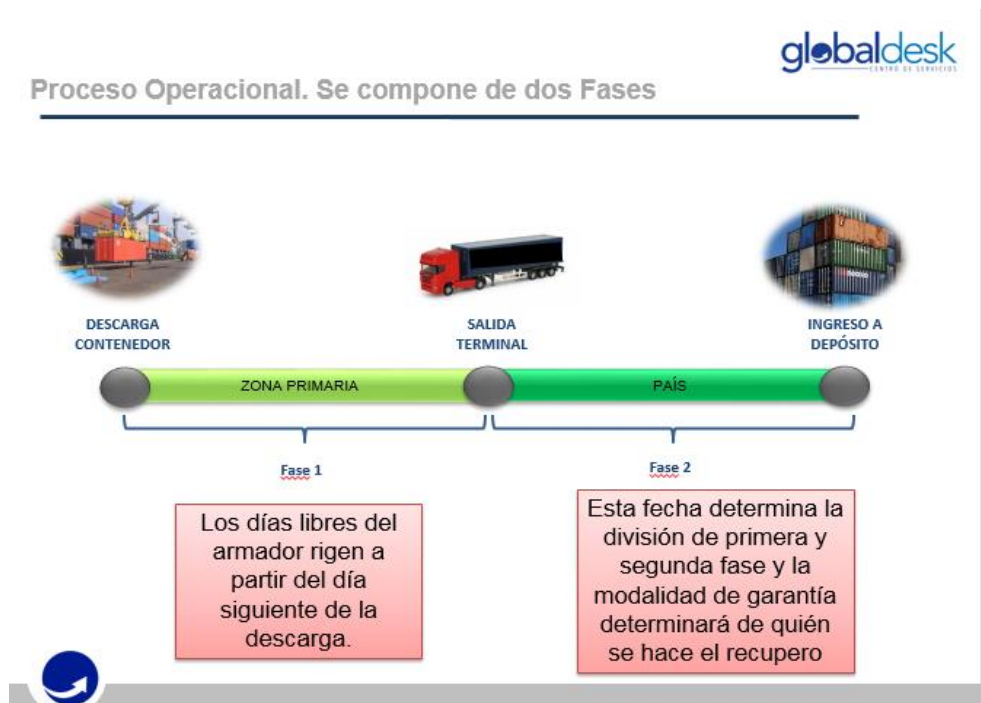 globaldesk
CENTRO DE SERVICIOS
Proceso Operacional. Se compone de dos Fases
DESCARGA
CONTENEDOR
SALIDA
TERMINAL
INGRESO A
DEPÓSITO
ZONA PRIMARIA
PAÍS
Fase 1
Fase 2
Los días libres del
armador rigen a
partir del día
siguiente de la
descarga.
Esta fecha determina la
división de primera y
segunda fase y la
modalidad de garantía
determinará de quién
se hace el recupero